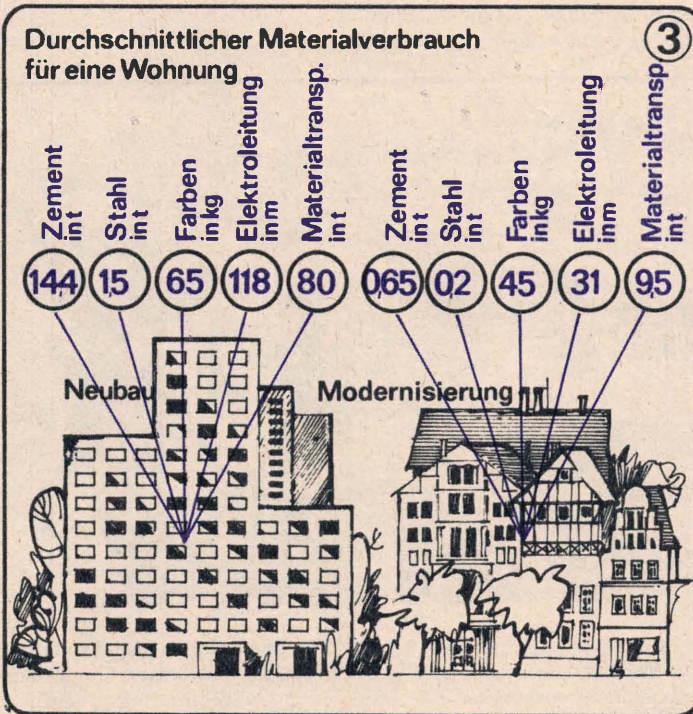 Durchschnittlicher Materialverbrauch
für eine Wohnung
3
Zement
in t
Stahl
in t
Farben
in kg
Elektroleitung
in m
Materialtransp.
in t
Zement
in t
Stahl
in t
Farben
in kg
Elektroleitung
in m
Materialtransp.
in t
14,4 1,5 65 118 80 0,65 0,2 45 31 9,5
Neubau Modernisierung